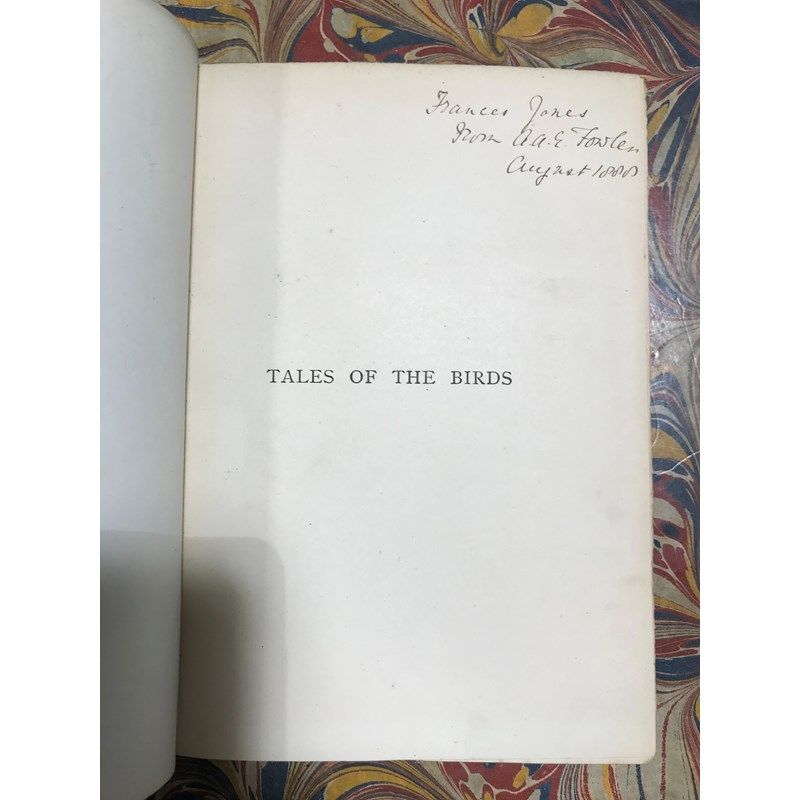 Frances Jones
from A.A.E. Fowler
August 1888
TALES OF THE BIRDS